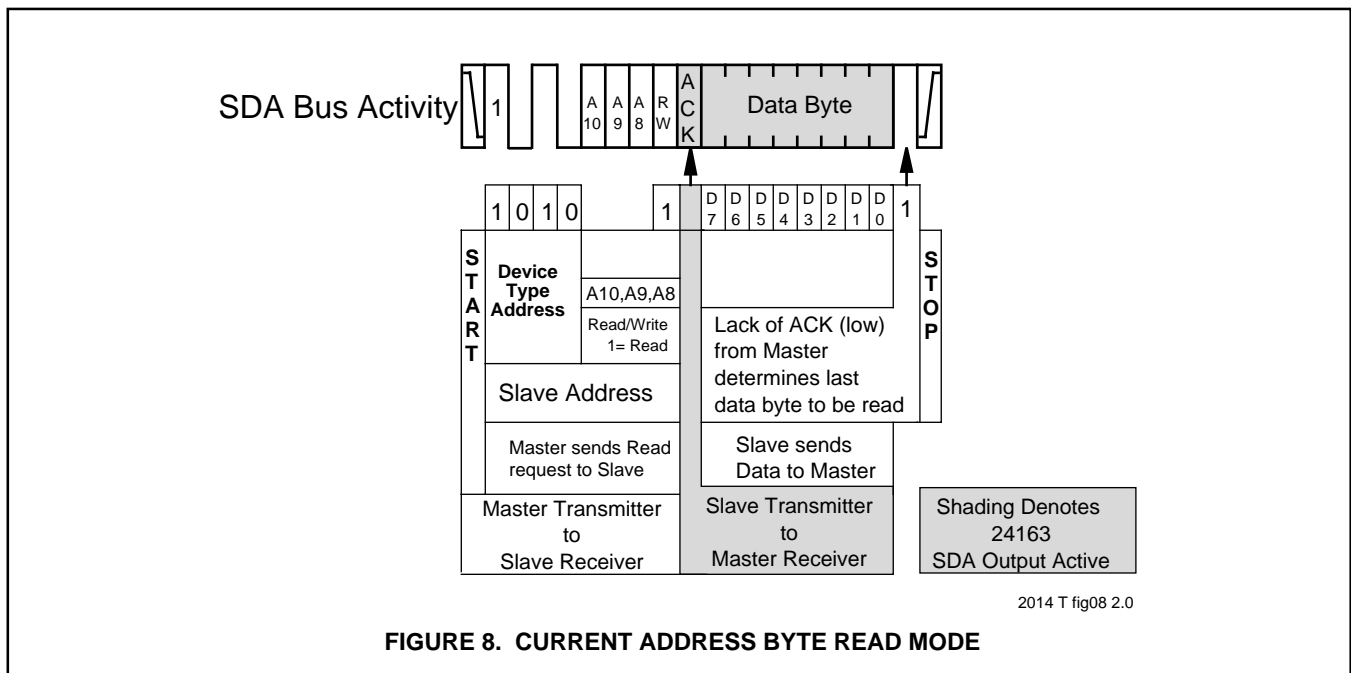 SDA Bus Activity
1
A
10
A
9
A
8
R
W
A
C
K
Data Byte
1
0
1
0
1
D
7
D
6
D
5
D
4
D
3
D
2
D
1
D
0
1
S
T
A
R
T
Device
Type
Address
A10,A9,A8
Read/Write
1= Read
Slave Address
Master sends Read
request to Slave
Master Transmitter
to
Slave Receiver
Lack of ACK (low)
from Master
determines last
data byte to be read
Slave sends
Data to Master
Slave Transmitter
to
Master Receiver
S
T
O
P
Shading Denotes
24163
SDA Output Active
2014 T fig08 2.0
FIGURE 8. CURRENT ADDRESS BYTE READ MODE